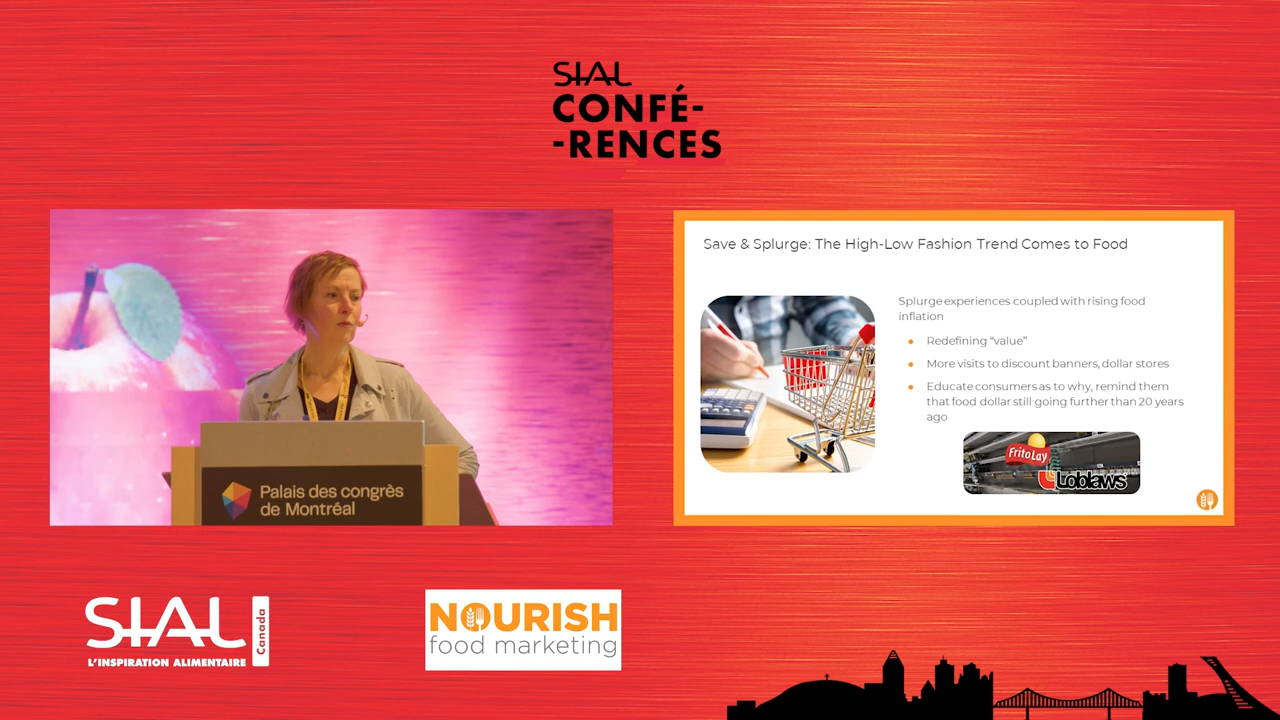 SIAL
CONFÉ-
-RENCES
Palais des congrès
de Montréal
Save & Splurge: The High-Low Fashion Trend Comes to Food
Splurge experiences coupled with rising food
inflation
Redefining “value”
More visits to discount banners, dollar stores
Educate consumers as to why, remind them
that food dollar still going further than 20 years
ago
Frito Lay
Loblaws
SIAL
Canada
L'INSPIRATION ALIMENTAIRE
NOURISH
food marketing